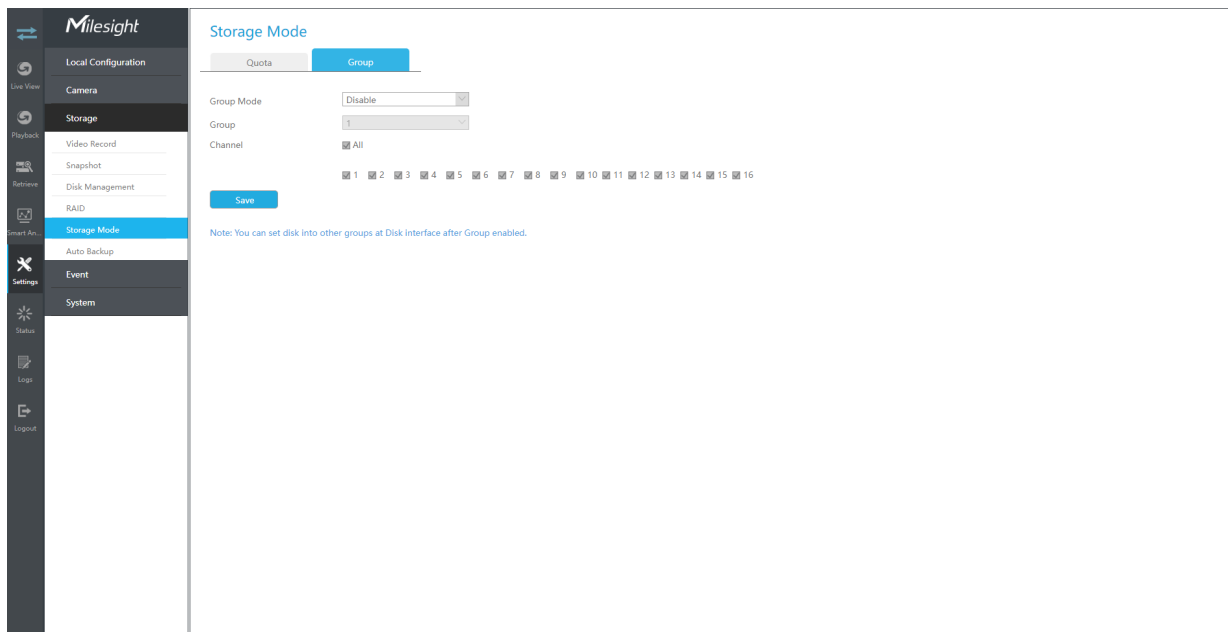 Milesight
Live View
Playback
Retrieve
Smart An...
Settings
Status
Logs
Logout
Local Configuration
Camera
Storage
Video Record
Snapshot
Disk Management
RAID
Storage Mode
Auto Backup
Event
System
Storage Mode
Quota Group
Group Mode Disable
Group 1
Channel All
1 2 3 4 5 6 7 8 9 10 11 12 13 14 15 16
Save
Note: You can set disk into other groups at Disk interface after Group enabled.